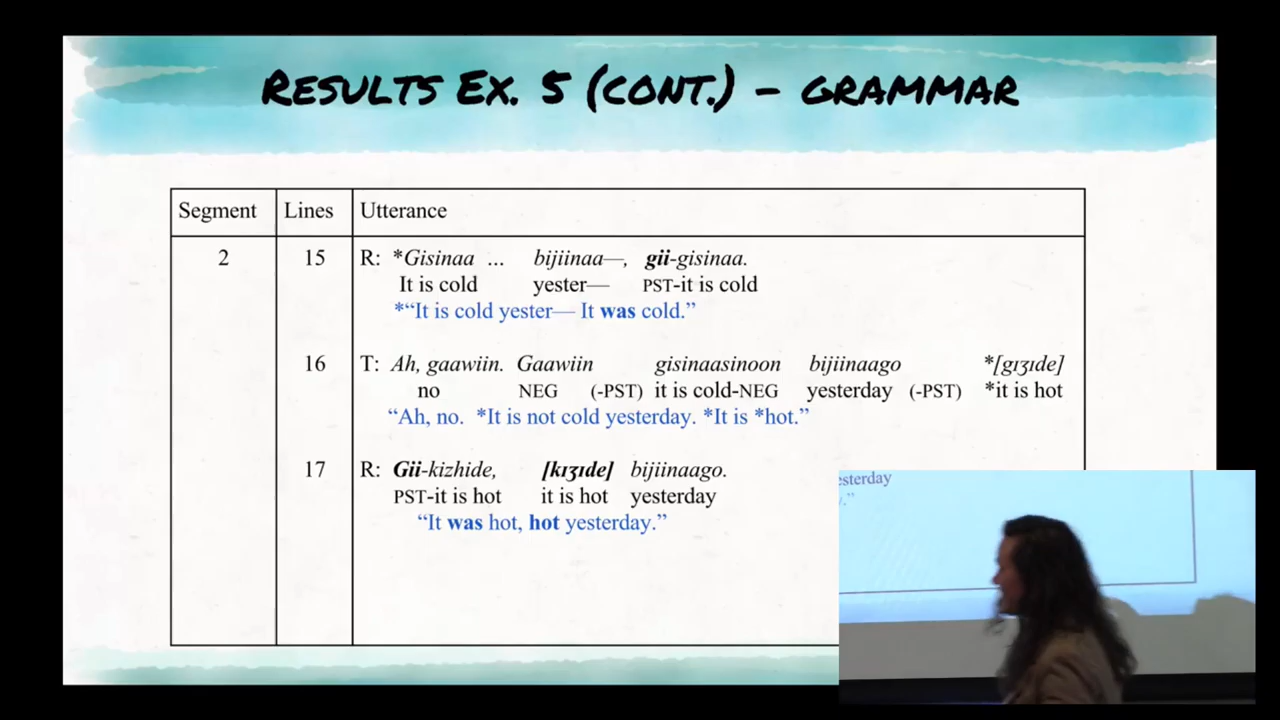 RESULTS EX. 5 (CONT.) – GRAMMAR
Segment Lines Utterance
2 15 R: *Gisinaa ... bijiinaa—, gii-gisinaa.
It is cold yester— PST-it is cold
*“It is cold yester— It was cold.”
16 T: Ah, gaawiin. Gaawiin gisinaasinoon bijiinaago *[gɪʒɪde]
no NEG (-PST) it is cold-NEG yesterday (-PST) *it is hot
“Ah, no. *It is not cold yesterday. *It is *hot.”
17 R: Gii-kizhide, [kɪʒɪde] bijiinaago.
PST-it is hot it is hot yesterday
“It was hot, hot yesterday.”
esterday
.”